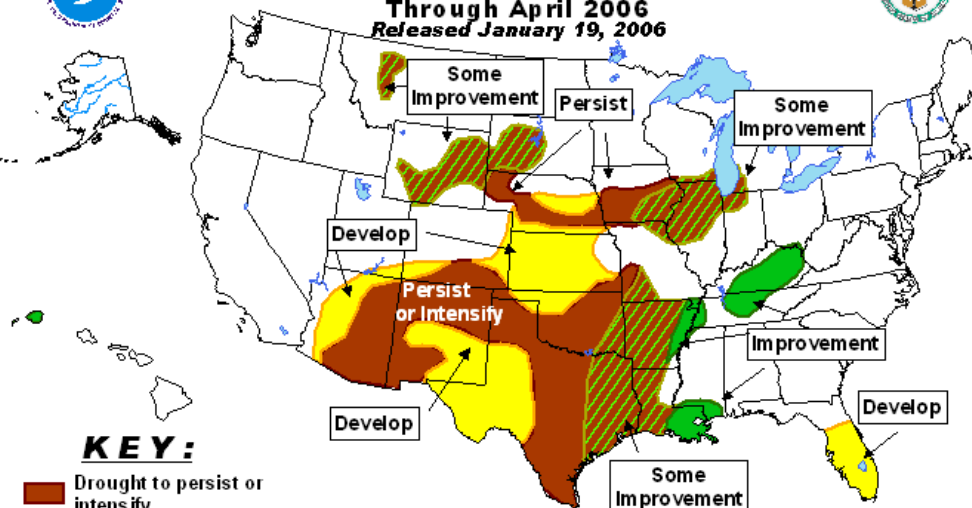 Through April 2006
Released January 19, 2006
Some
Improvement
Persist
Some
Improvement
Develop
Persist
or Intensify
Improvement
Develop
Develop
Some
Improvement
KEY:
Drought to persist or
intensify